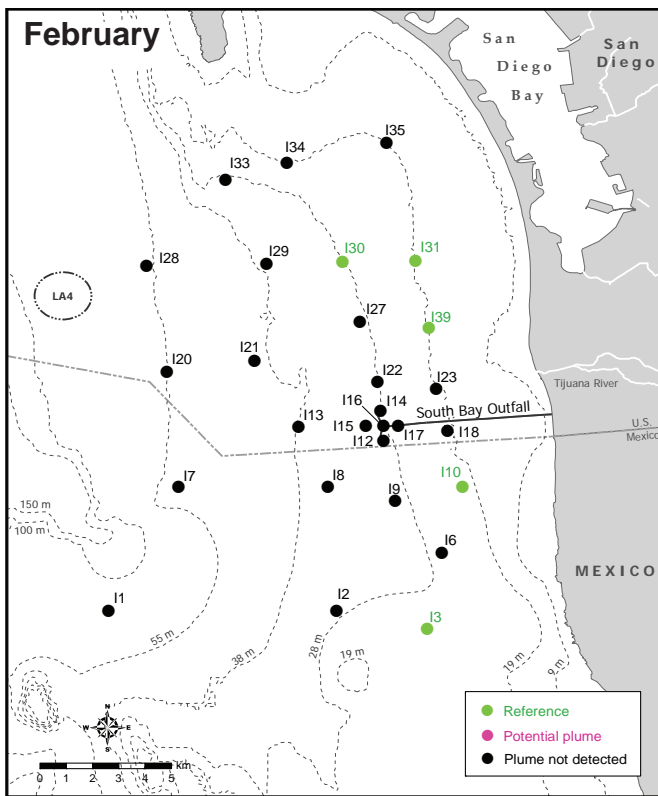 February
San
Diego
Bay
San
Diego
I35
I34
I33
I30
I31
I28
I29
LA4
I27
I39
I21
I20
I22
I23
Tijuana River
I16
I14
South Bay Outfall
I13
I15
I17
I18
U.S.
Mexico
I12
I7
I8
I9
I10
150 m
100 m
I6
MEXICO
I1
I2
I3
55 m
38 m
28 m
19 m
19 m
9 m
N
W E
S
Reference
Potential plume
Plume not detected
0 1 2 3 4 5 km